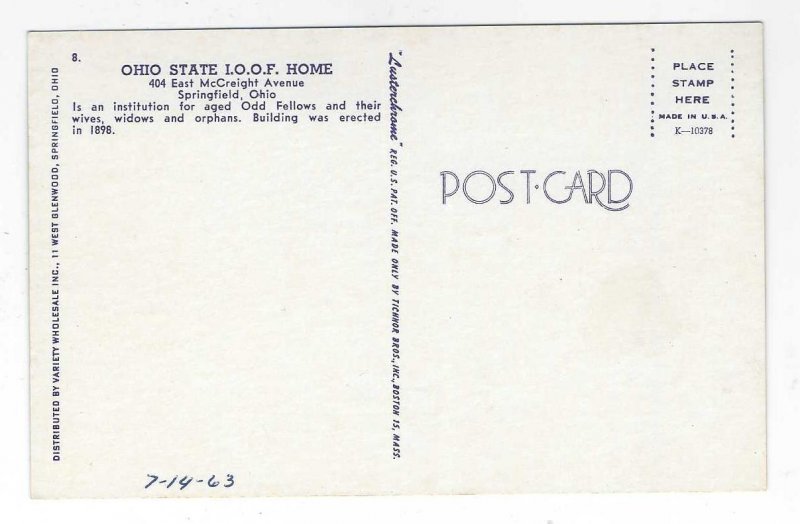 8.
OHIO STATE I.O.O.F. HOME
404 East McCreight Avenue
Springfield, Ohio
Is an institution for aged Odd Fellows and their
wives, widows and orphans. Building was erected
in 1898.
DISTRIBUTED BY VARIETY WHOLESALE INC., 11 WEST GLENWOOD, SPRINGFIELD, OHIO
"Lusterchrome" REG. U.S. PAT. OFF. MADE ONLY BY TICHNOR BROS., INC., BOSTON 15, MASS.
PLACE
STAMP
HERE
MADE IN U.S.A.
K—10378
POST·CARD
7-14-63